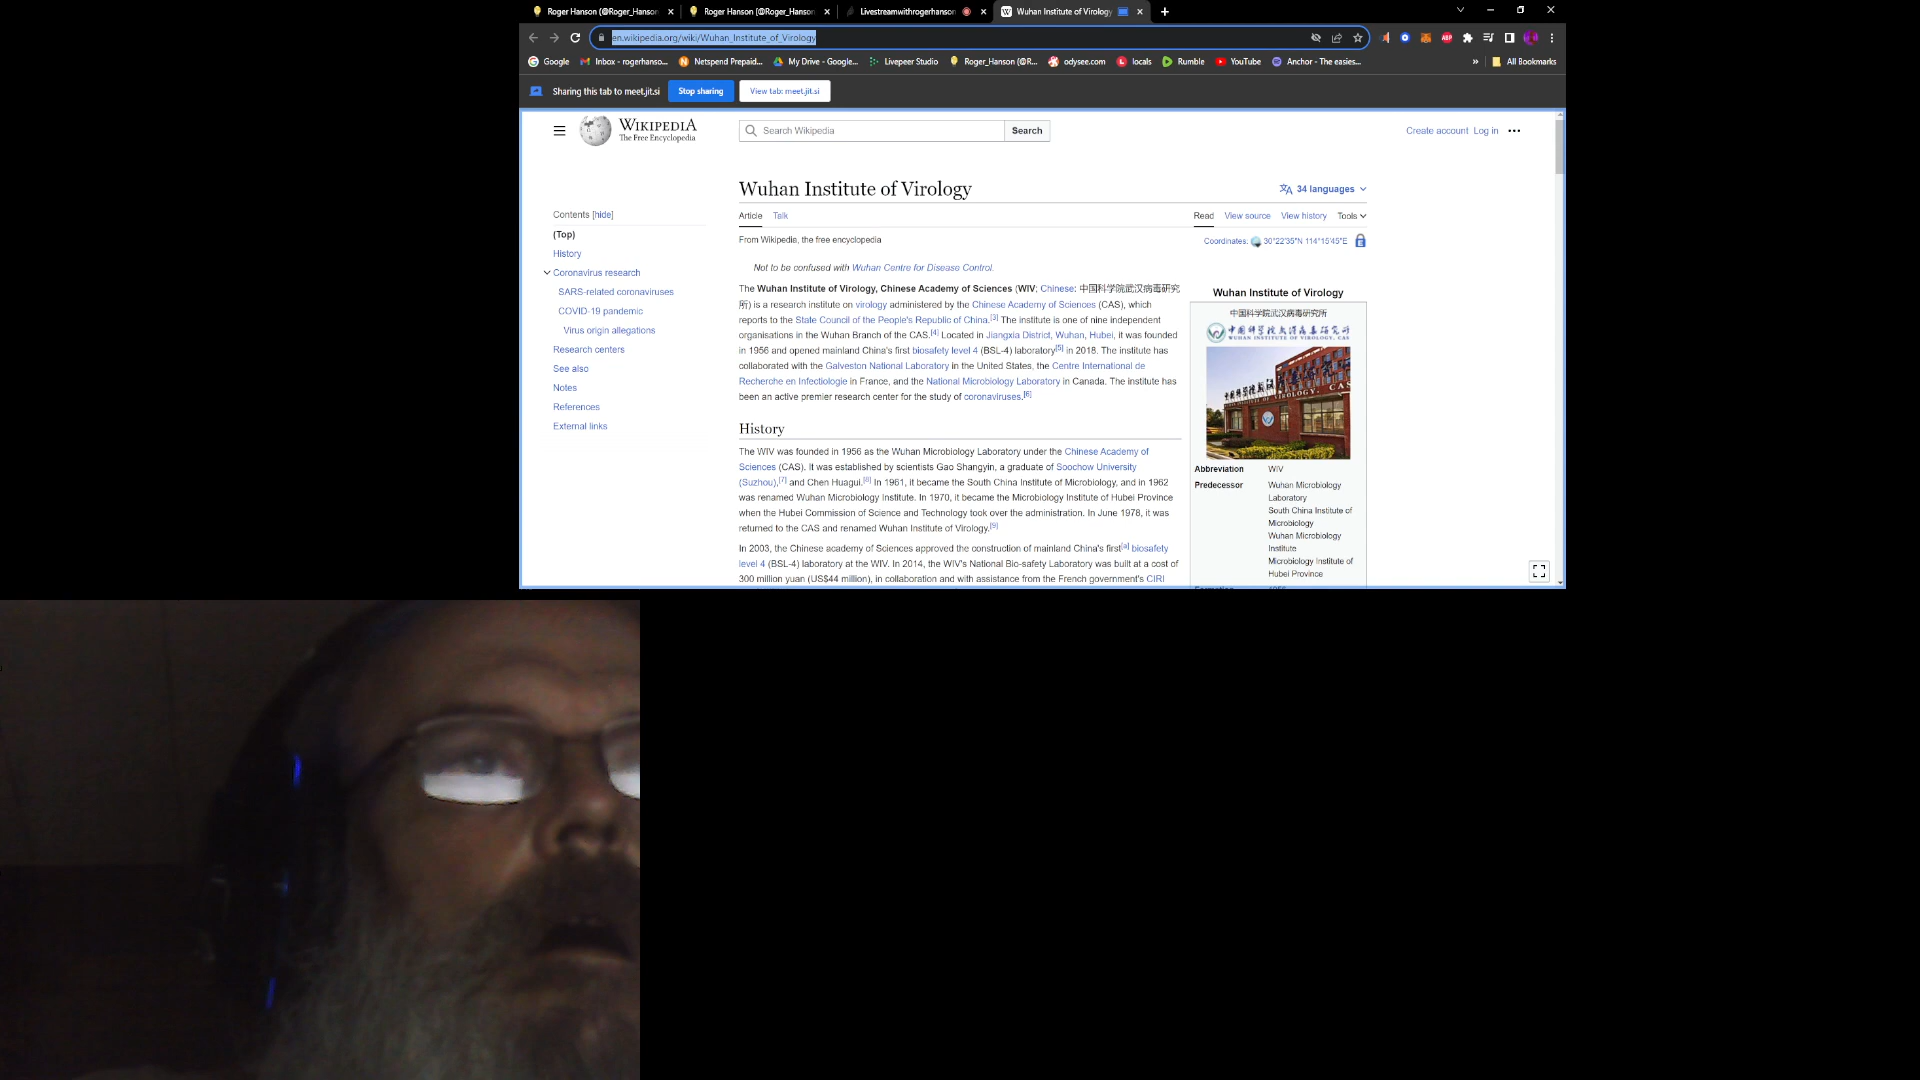 Roger Hanson (@Roger_Hanson
Roger Hanson (@Roger_Hanson
Livestreamwithrogerhanson
Wuhan Institute of Virology
en.wikipedia.org/wiki/Wuhan_Institute_of_Virology
ABP
Google
Inbox - rogerhanso...
Netspend Prepaid...
My Drive - Google...
Livepeer Studio
Roger_Hanson (@R...
odysee.com
locals
Rumble
YouTube
Anchor - The easies...
»
All Bookmarks
Sharing this tab to meet.jit.si
Stop sharing
View tab: meet.jit.si
WIKIPEDIA
The Free Encyclopedia
Search Wikipedia
Search
Create account
Log in
Wuhan Institute of Virology
34 languages
Contents [hide]
(Top)
History
Coronavirus research
SARS-related coronaviruses
COVID-19 pandemic
Virus origin allegations
Research centers
See also
Notes
References
External links
Article
Talk
Read
View source
View history
Tools
From Wikipedia, the free encyclopedia
Coordinates: 30°22′35″N 114°15′45″E
Not to be confused with Wuhan Centre for Disease Control.
The Wuhan Institute of Virology, Chinese Academy of Sciences (WIV; Chinese: 中国科学院武汉病毒研究
所) is a research institute on virology administered by the Chinese Academy of Sciences (CAS), which
reports to the State Council of the People's Republic of China.[3] The institute is one of nine independent
organisations in the Wuhan Branch of the CAS.[4] Located in Jiangxia District, Wuhan, Hubei, it was founded
in 1956 and opened mainland China's first biosafety level 4 (BSL-4) laboratory[5] in 2018. The institute has
collaborated with the Galveston National Laboratory in the United States, the Centre International de
Recherche en Infectiologie in France, and the National Microbiology Laboratory in Canada. The institute has
been an active premier research center for the study of coronaviruses.[6]
History
The WIV was founded in 1956 as the Wuhan Microbiology Laboratory under the Chinese Academy of
Sciences (CAS). It was established by scientists Gao Shangyin, a graduate of Soochow University
(Suzhou),[7] and Chen Huagui.[8] In 1961, it became the South China Institute of Microbiology, and in 1962
was renamed Wuhan Microbiology Institute. In 1970, it became the Microbiology Institute of Hubei Province
when the Hubei Commission of Science and Technology took over the administration. In June 1978, it was
returned to the CAS and renamed Wuhan Institute of Virology.[9]
In 2003, the Chinese academy of Sciences approved the construction of mainland China's first[a] biosafety
level 4 (BSL-4) laboratory at the WIV. In 2014, the WIV's National Bio-safety Laboratory was built at a cost of
300 million yuan (US$44 million), in collaboration and with assistance from the French government's CIRI
Wuhan Institute of Virology
中国科学院武汉病毒研究所
中国科学院武汉病毒研究所
WUHAN INSTITUTE OF VIROLOGY, CAS
Abbreviation
WIV
Predecessor
Wuhan Microbiology
Laboratory
South China Institute of
Microbiology
Wuhan Microbiology
Institute
Microbiology Institute of
Hubei Province